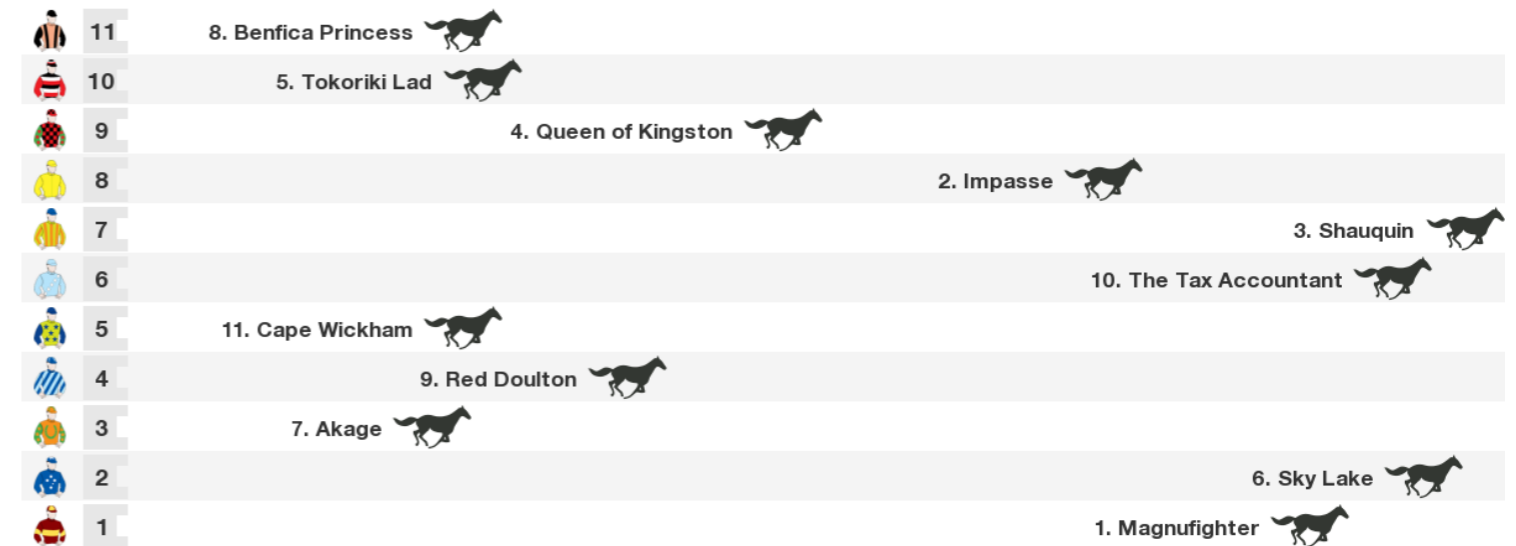 11 8. Benfica Princess
10 5. Tokoriki Lad
9 4. Queen of Kingston
8 2. Impasse
7 3. Shauquin
6 10. The Tax Accountant
5 11. Cape Wickham
4 9. Red Doulton
3 7. Akage
2 6. Sky Lake
1 1. Magnufighter